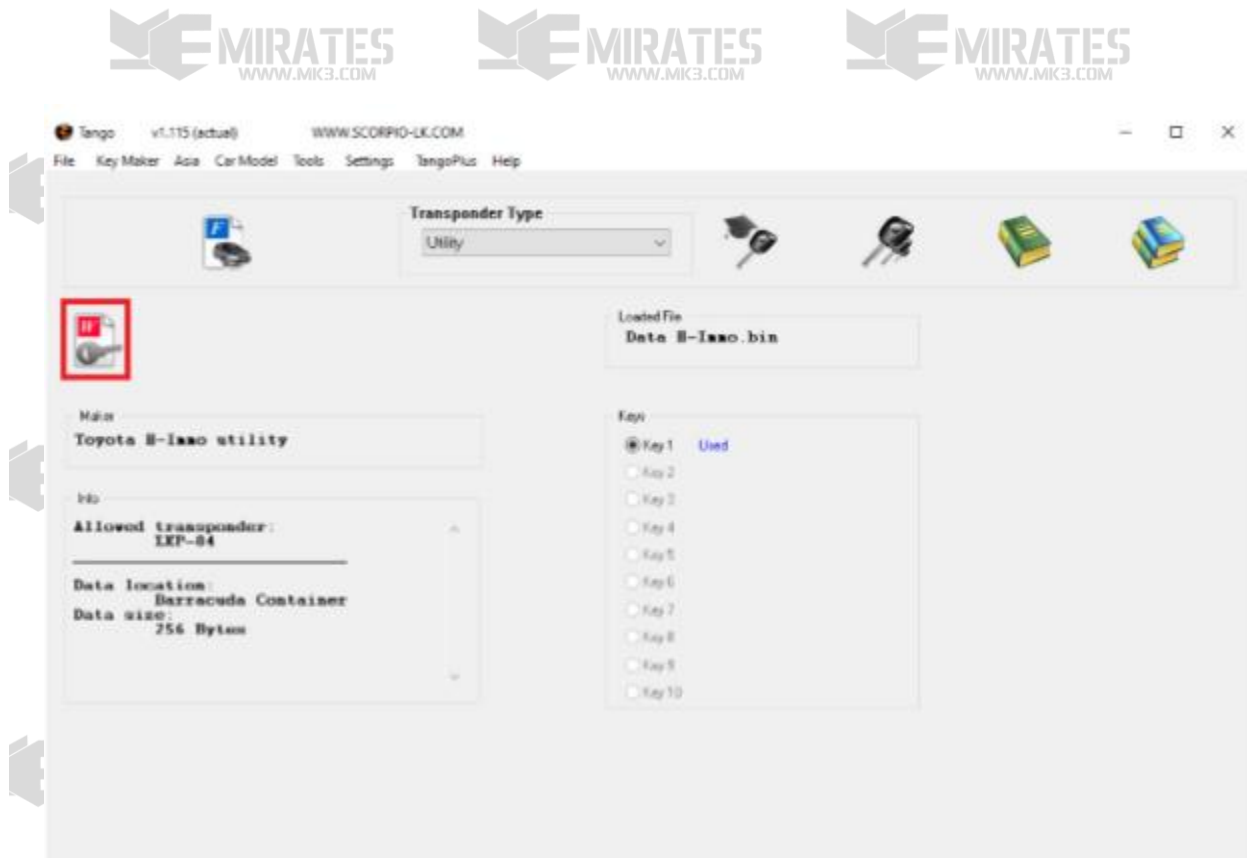 EMIRATES EMIRATES EMIRATES
WWW.MK3.COM WWW.MK3.COM WWW.MK3.COM
Tango v1.115 (actual) WWW.SCORPIO-LK.COM
File Key Maker Asia Car Model Tools Settings TangoPlus Help
Transponder Type
Utility
F
W
Loaded File
Data H-Immo.bin
Maker
Toyota H-Immo utility
Keys
Key 1 Used
Key 2
Key 3
Key 4
Key 5
Key 6
Key 7
Key 8
Key 9
Key 10
Info
Allowed transponder:
LKP-04
Data location:
Barracuda Container
Data size:
256 Bytes